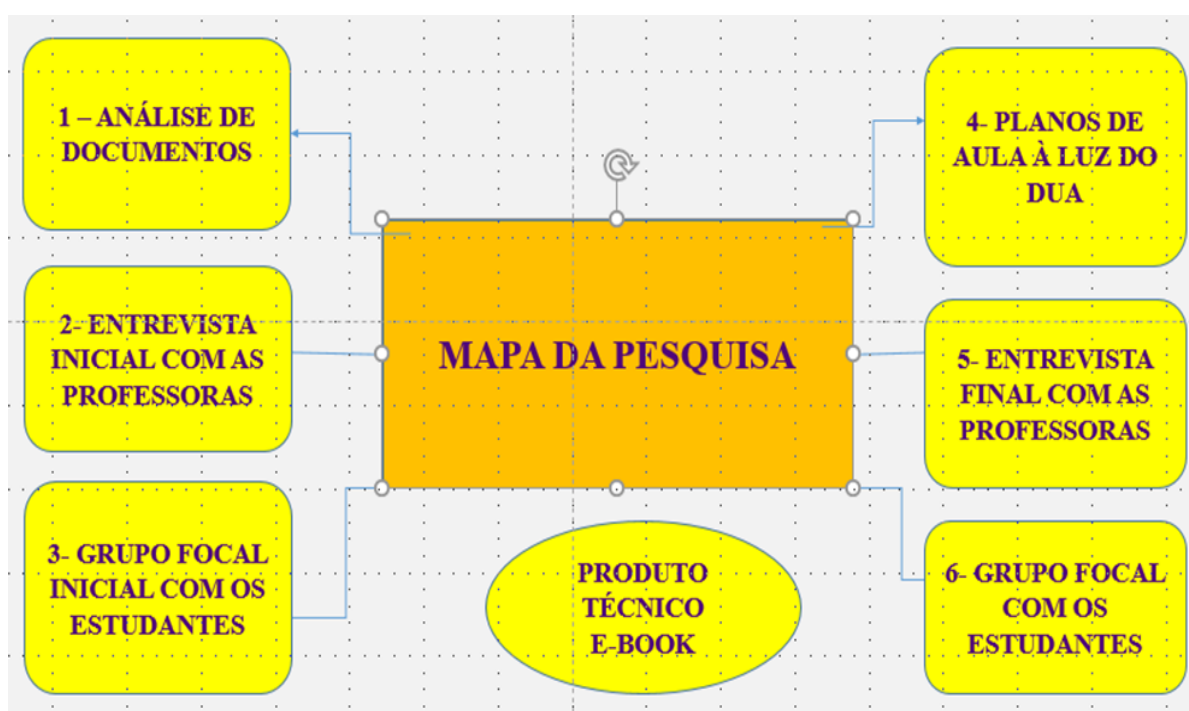 1 – ANÁLISE DE
DOCUMENTOS
2- ENTREVISTA
INICIAL COM AS
PROFESSORAS
3- GRUPO FOCAL
INICIAL COM OS
ESTUDANTES
MAPA DA PESQUISA
PRODUTO
TÉCNICO
E-BOOK
4- PLANOS DE
AULA À LUZ DO
DUA
5- ENTREVISTA
FINAL COM AS
PROFESSORAS
6- GRUPO FOCAL
COM OS
ESTUDANTES